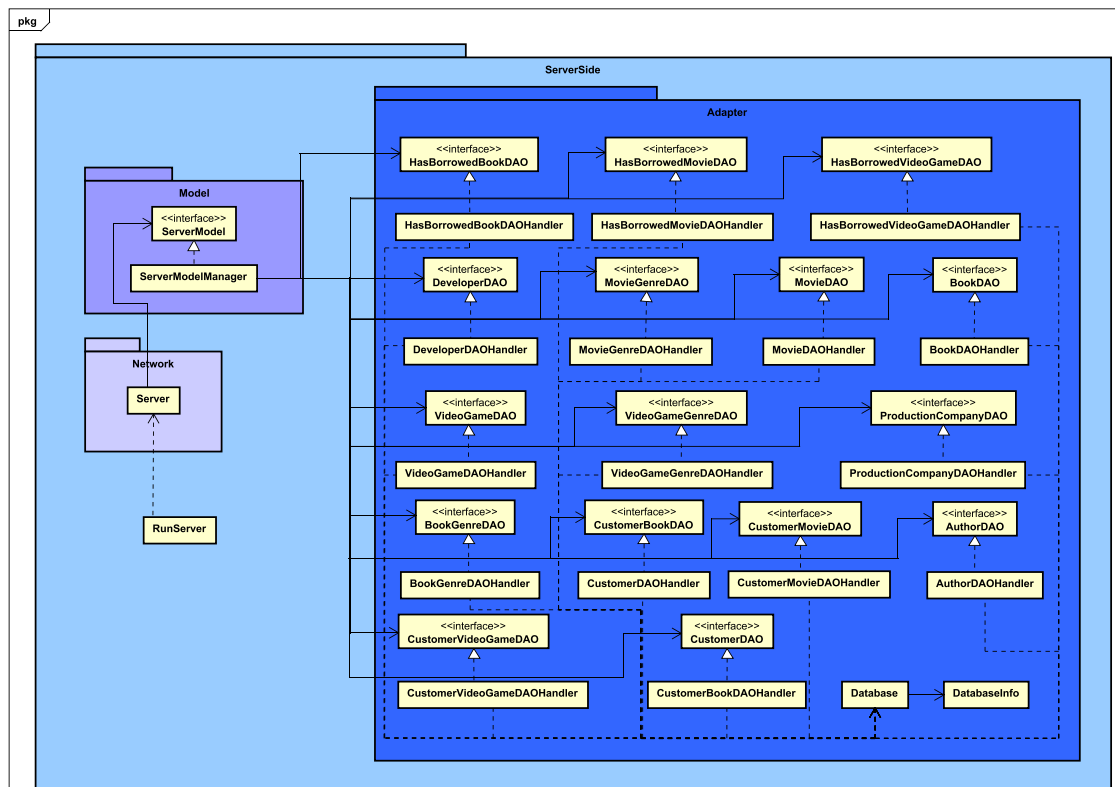 pkg
ServerSide
Adapter
<<interface>>
HasBorrowedBookDAO
<<interface>>
HasBorrowedMovieDAO
<<interface>>
HasBorrowedVideoGameDAO
Model
<<interface>>
ServerModel
HasBorrowedBookDAOHandler
HasBorrowedMovieDAOHandler
HasBorrowedVideoGameDAOHandler
ServerModelManager
<<interface>>
DeveloperDAO
<<interface>>
MovieGenreDAO
<<interface>>
MovieDAO
<<interface>>
BookDAO
DeveloperDAOHandler
MovieGenreDAOHandler
MovieDAOHandler
BookDAOHandler
Network
Server
<<interface>>
VideoGameDAO
<<interface>>
VideoGameGenreDAO
<<interface>>
ProductionCompanyDAO
VideoGameDAOHandler
VideoGameGenreDAOHandler
ProductionCompanyDAOHandler
RunServer
<<interface>>
BookGenreDAO
<<interface>>
CustomerBookDAO
<<interface>>
CustomerMovieDAO
<<interface>>
AuthorDAO
BookGenreDAOHandler
CustomerDAOHandler
CustomerMovieDAOHandler
AuthorDAOHandler
<<interface>>
CustomerVideoGameDAO
<<interface>>
CustomerDAO
CustomerVideoGameDAOHandler
CustomerBookDAOHandler
Database
DatabaseInfo